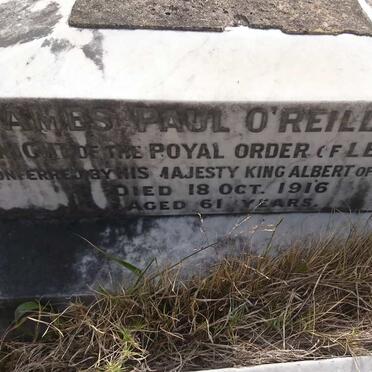 AMES PAUL O'REILL
IGHT OF THE ROYAL ORDER OF LE
ONFERRED BY HIS MAJESTY KING ALBERT OF
DIED 18 OCT. 1916
AGED 61 YEARS.